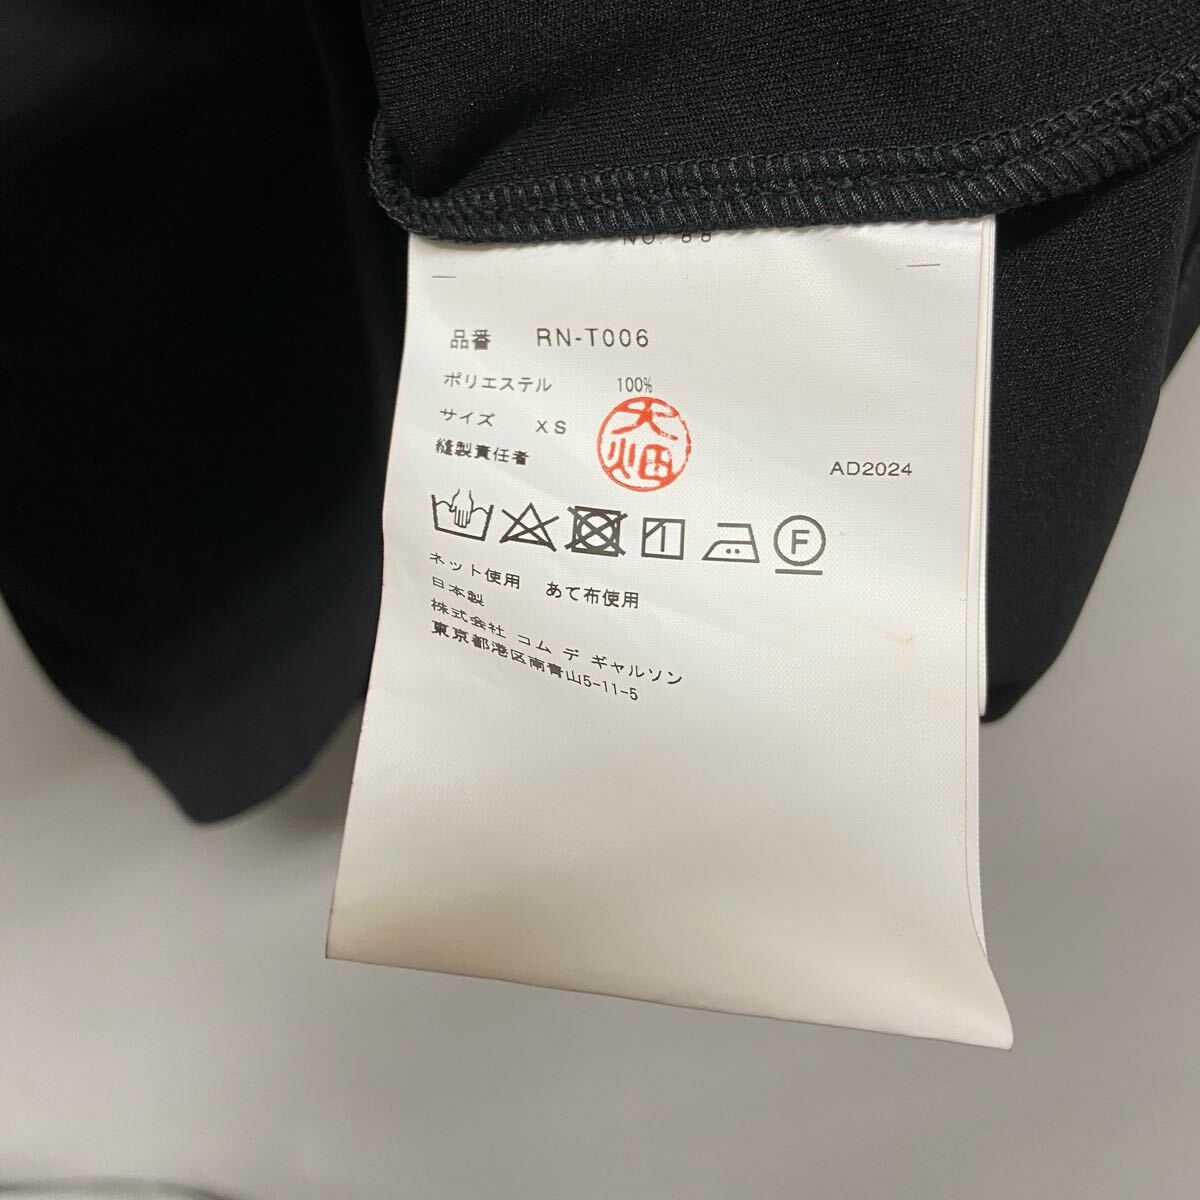 NO. 68
品番 RN-T006
ポリエステル 100%
サイズ XS
縫製責任者
大畑
AD2024
F
ネット使用 あて布使用
日本製
株式会社 コム デ ギャルソン
東京都港区南青山5-11-5